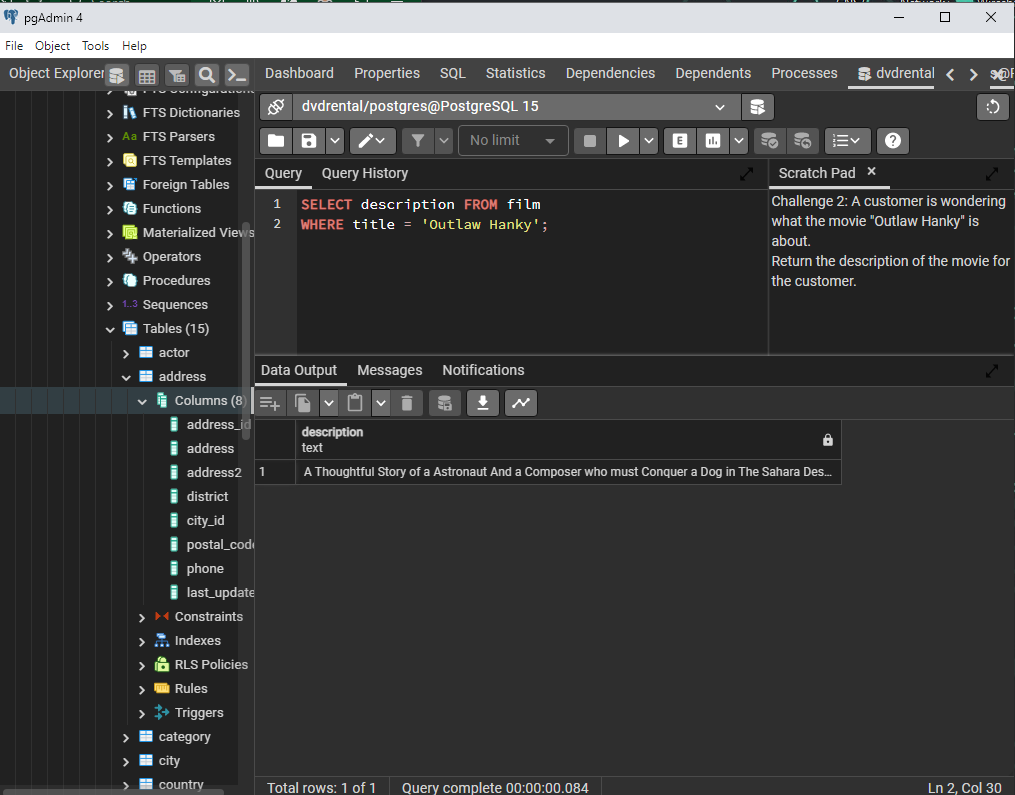 pgAdmin 4
File Object Tools Help
Object Explorer
Dashboard Properties SQL Statistics Dependencies Dependents Processes dvdrental
FTS Configurations
FTS Dictionaries
FTS Parsers
FTS Templates
Foreign Tables
Functions
Materialized Views
Operators
Procedures
1..3 Sequences
Tables (15)
actor
address
Columns (8)
address_id
address
address2
district
city_id
postal_code
phone
last_update
Constraints
Indexes
RLS Policies
Rules
Triggers
category
city
country
dvdrental/postgres@PostgreSQL 15
No limit
Query Query History
1 SELECT description FROM film
2 WHERE title = 'Outlaw Hanky';
Scratch Pad
Challenge 2: A customer is wondering
what the movie "Outlaw Hanky" is
about.
Return the description of the movie for
the customer.
Data Output Messages Notifications
description
text
1 A Thoughtful Story of a Astronaut And a Composer who must Conquer a Dog in The Sahara Des...
Total rows: 1 of 1 Query complete 00:00:00.084 Ln 2, Col 30